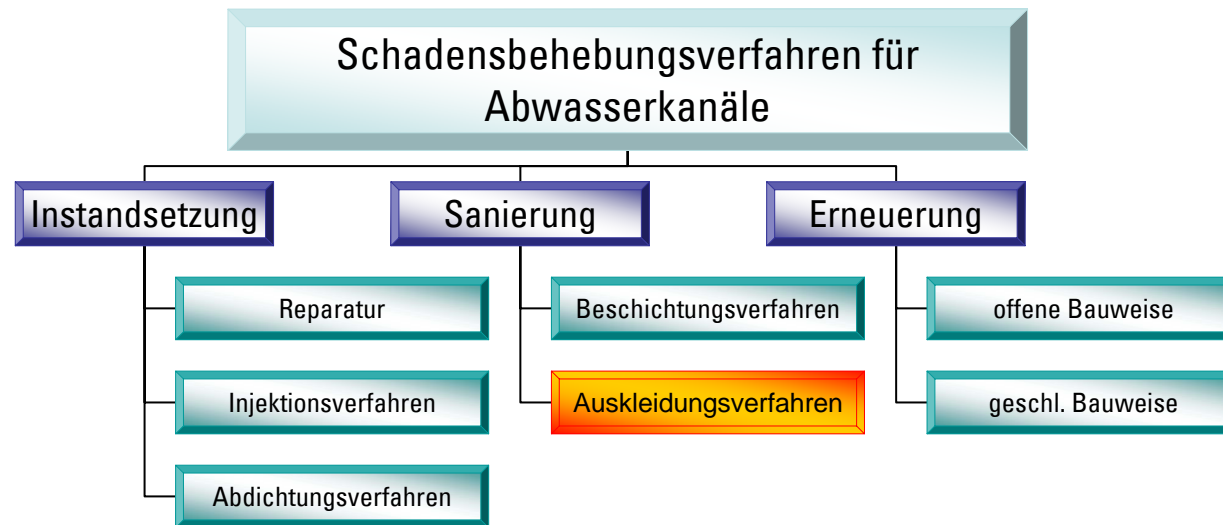 Schadensbehebungsverfahren für
Abwasserkanäle
Instandsetzung
Sanierung
Erneuerung
Reparatur
Beschichtungsverfahren
offene Bauweise
Injektionsverfahren
Auskleidungsverfahren
geschl. Bauweise
Abdichtungsverfahren